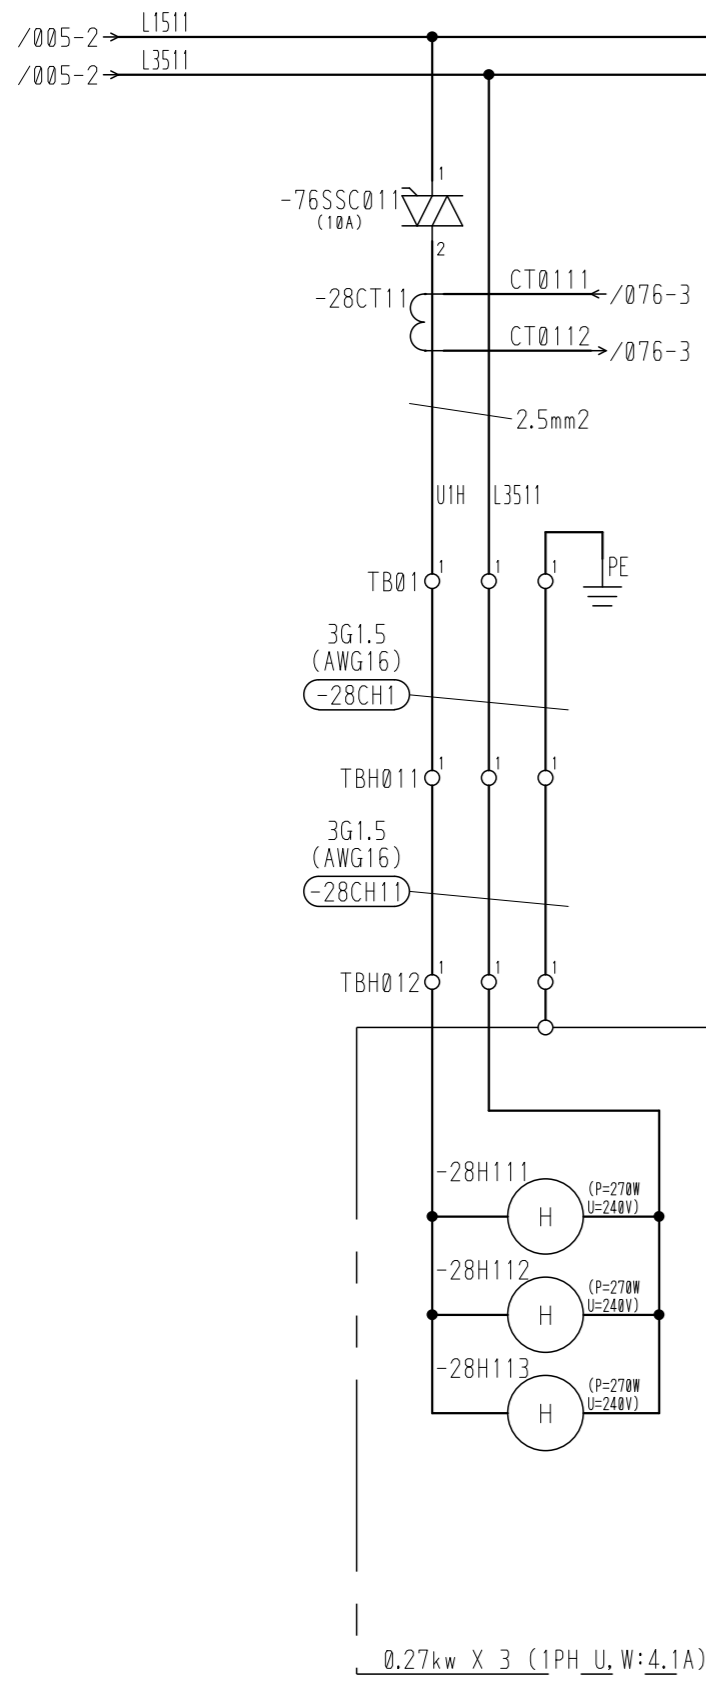 L1511
/005-2
L3511
/005-2
1
-76SSC011
(10A)
2
CT0111
/076-3
-28CT11
CT0112
/076-3
2.5mm2
U1H L3511
TB01 1 1 1 PE
3G1.5
(AWG16)
-28CH1
TBH011 1 1 1
3G1.5
(AWG16)
-28CH11
TBH012 1 1 1
-28H111
H
(P=270W
U=240V)
-28H112
H
(P=270W
U=240V)
-28H113
H
(P=270W
U=240V)
0.27kw X 3 (1PH U,W:4.1A)